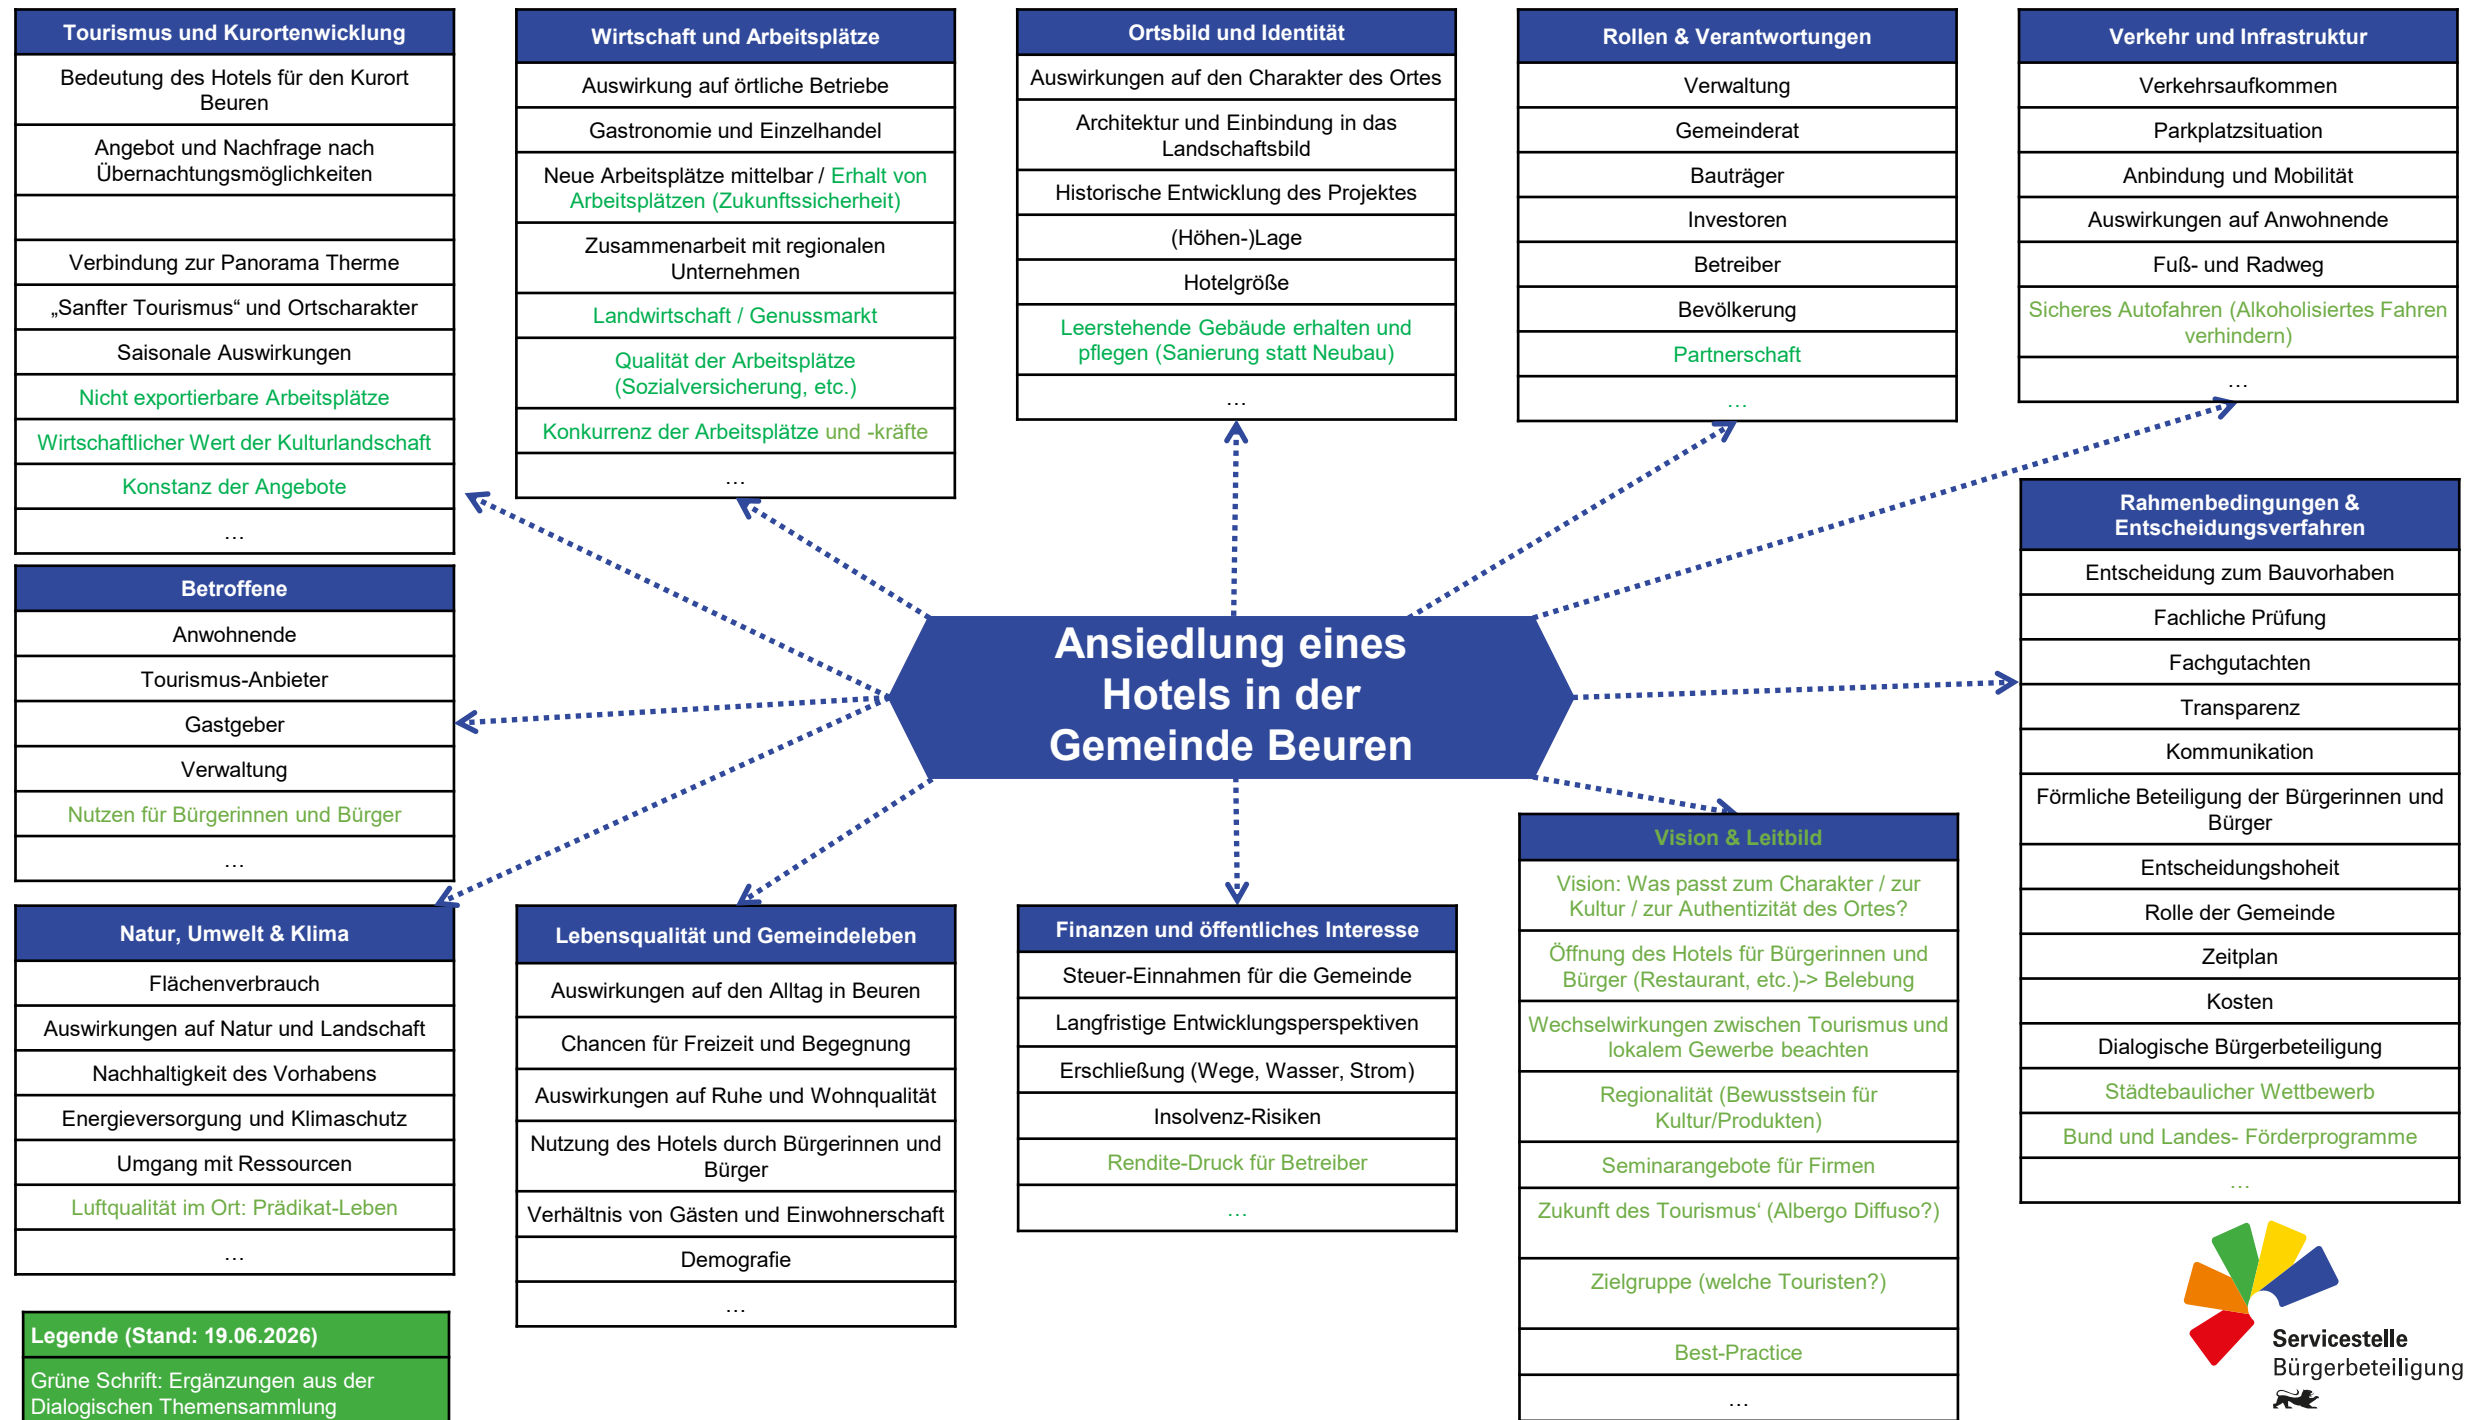 Tourismus und Kurortenwicklung
Bedeutung des Hotels für den Kurort
Beuren
Angebot und Nachfrage nach
Übernachtungsmöglichkeiten
Verbindung zur Panorama Therme
„Sanfter Tourismus“ und Ortscharakter
Saisonale Auswirkungen
Nicht exportierbare Arbeitsplätze
Wirtschaftlicher Wert der Kulturlandschaft
Konstanz der Angebote
…
Wirtschaft und Arbeitsplätze
Auswirkung auf örtliche Betriebe
Gastronomie und Einzelhandel
Neue Arbeitsplätze mittelbar / Erhalt von
Arbeitsplätzen (Zukunftssicherheit)
Zusammenarbeit mit regionalen
Unternehmen
Landwirtschaft / Genussmarkt
Qualität der Arbeitsplätze
(Sozialversicherung, etc.)
Konkurrenz der Arbeitsplätze und -kräfte
…
Ortsbild und Identität
Auswirkungen auf den Charakter des Ortes
Architektur und Einbindung in das
Landschaftsbild
Historische Entwicklung des Projektes
(Höhen-)Lage
Hotelgröße
Leerstehende Gebäude erhalten und
pflegen (Sanierung statt Neubau)
…
Rollen & Verantwortungen
Verwaltung
Gemeinderat
Bauträger
Investoren
Betreiber
Bevölkerung
Partnerschaft
…
Verkehr und Infrastruktur
Verkehrsaufkommen
Parkplatzsituation
Anbindung und Mobilität
Auswirkungen auf Anwohnende
Fuß- und Radweg
Sicheres Autofahren (Alkoholisiertes Fahren
verhindern)
…
Betroffene
Anwohnende
Tourismus-Anbieter
Gastgeber
Verwaltung
Nutzen für Bürgerinnen und Bürger
…
Ansiedlung eines
Hotels in der
Gemeinde Beuren
Rahmenbedingungen &
Entscheidungsverfahren
Entscheidung zum Bauvorhaben
Fachliche Prüfung
Fachgutachten
Transparenz
Kommunikation
Förmliche Beteiligung der Bürgerinnen und
Bürger
Entscheidungshoheit
Rolle der Gemeinde
Zeitplan
Kosten
Dialogische Bürgerbeteiligung
Städtebaulicher Wettbewerb
Bund und Landes- Förderprogramme
…
Natur, Umwelt & Klima
Flächenverbrauch
Auswirkungen auf Natur und Landschaft
Nachhaltigkeit des Vorhabens
Energieversorgung und Klimaschutz
Umgang mit Ressourcen
Luftqualität im Ort: Prädikat-Leben
…
Lebensqualität und Gemeindeleben
Auswirkungen auf den Alltag in Beuren
Chancen für Freizeit und Begegnung
Auswirkungen auf Ruhe und Wohnqualität
Nutzung des Hotels durch Bürgerinnen und
Bürger
Verhältnis von Gästen und Einwohnerschaft
Demografie
…
Finanzen und öffentliches Interesse
Steuer-Einnahmen für die Gemeinde
Langfristige Entwicklungsperspektiven
Erschließung (Wege, Wasser, Strom)
Insolvenz-Risiken
Rendite-Druck für Betreiber
…
Vision & Leitbild
Vision: Was passt zum Charakter / zur
Kultur / zur Authentizität des Ortes?
Öffnung des Hotels für Bürgerinnen und
Bürger (Restaurant, etc.)-> Belebung
Wechselwirkungen zwischen Tourismus und
lokalem Gewerbe beachten
Regionalität (Bewusstsein für
Kultur/Produkten)
Seminarangebote für Firmen
Zukunft des Tourismus‘ (Albergo Diffuso?)
Zielgruppe (welche Touristen?)
Best-Practice
…
Legende (Stand: 19.06.2026)
Grüne Schrift: Ergänzungen aus der
Dialogischen Themensammlung
Servicestelle
Bürgerbeteiligung